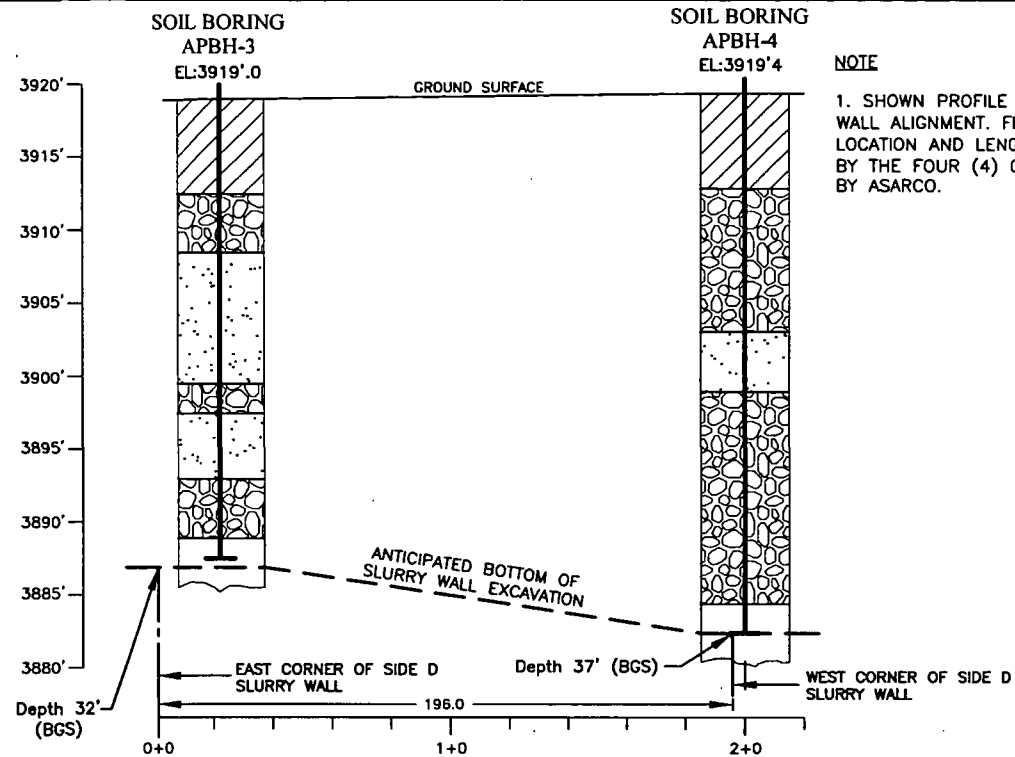 SOIL BORING
APBH-3
EL:3919'.0
SOIL BORING
APBH-4
EL:3919'4
GROUND SURFACE
NOTE
1. SHOWN PROFILE
WALL ALIGNMENT.
LOCATION AND
BY THE FOUR (4)
BY ASARCO.
3920'
3915'
3910'
3905'
3900'
3895'
3890'
3885'
3880'
ANTICIPATED BOTTOM OF
SLURRY WALL EXCAVATION
Depth 32'
(BGS)
EAST CORNER OF SIDE D
SLURRY WALL
Depth 37' (BGS)
WEST CORNER OF SIDE D
SLURRY WALL
196.0
0+0
1+0
2+0